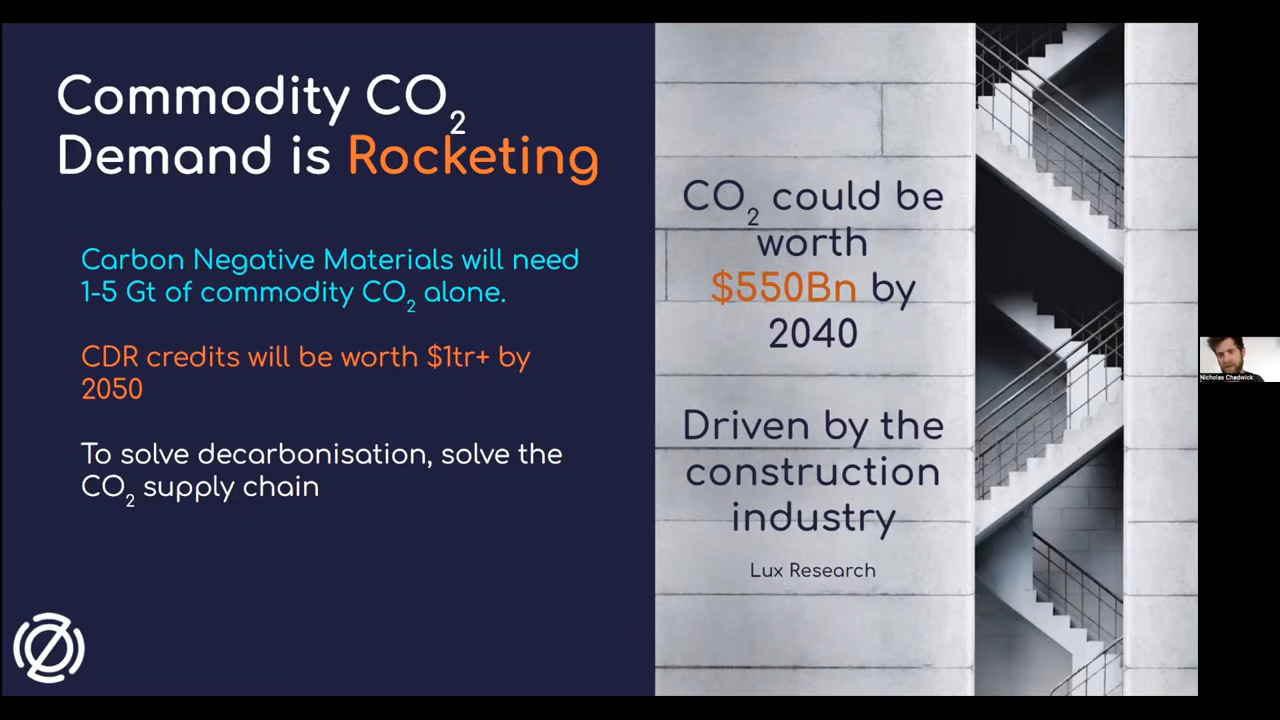 Commodity CO₂
Demand is Rocketing
Carbon Negative Materials will need
1-5 Gt of commodity CO₂ alone.
CDR credits will be worth $1tr+ by
2050
To solve decarbonisation, solve the
CO₂ supply chain
CO₂ could be
worth
$550Bn by
2040
Driven by the
construction
industry
Lux Research
Nicholas Chadwick